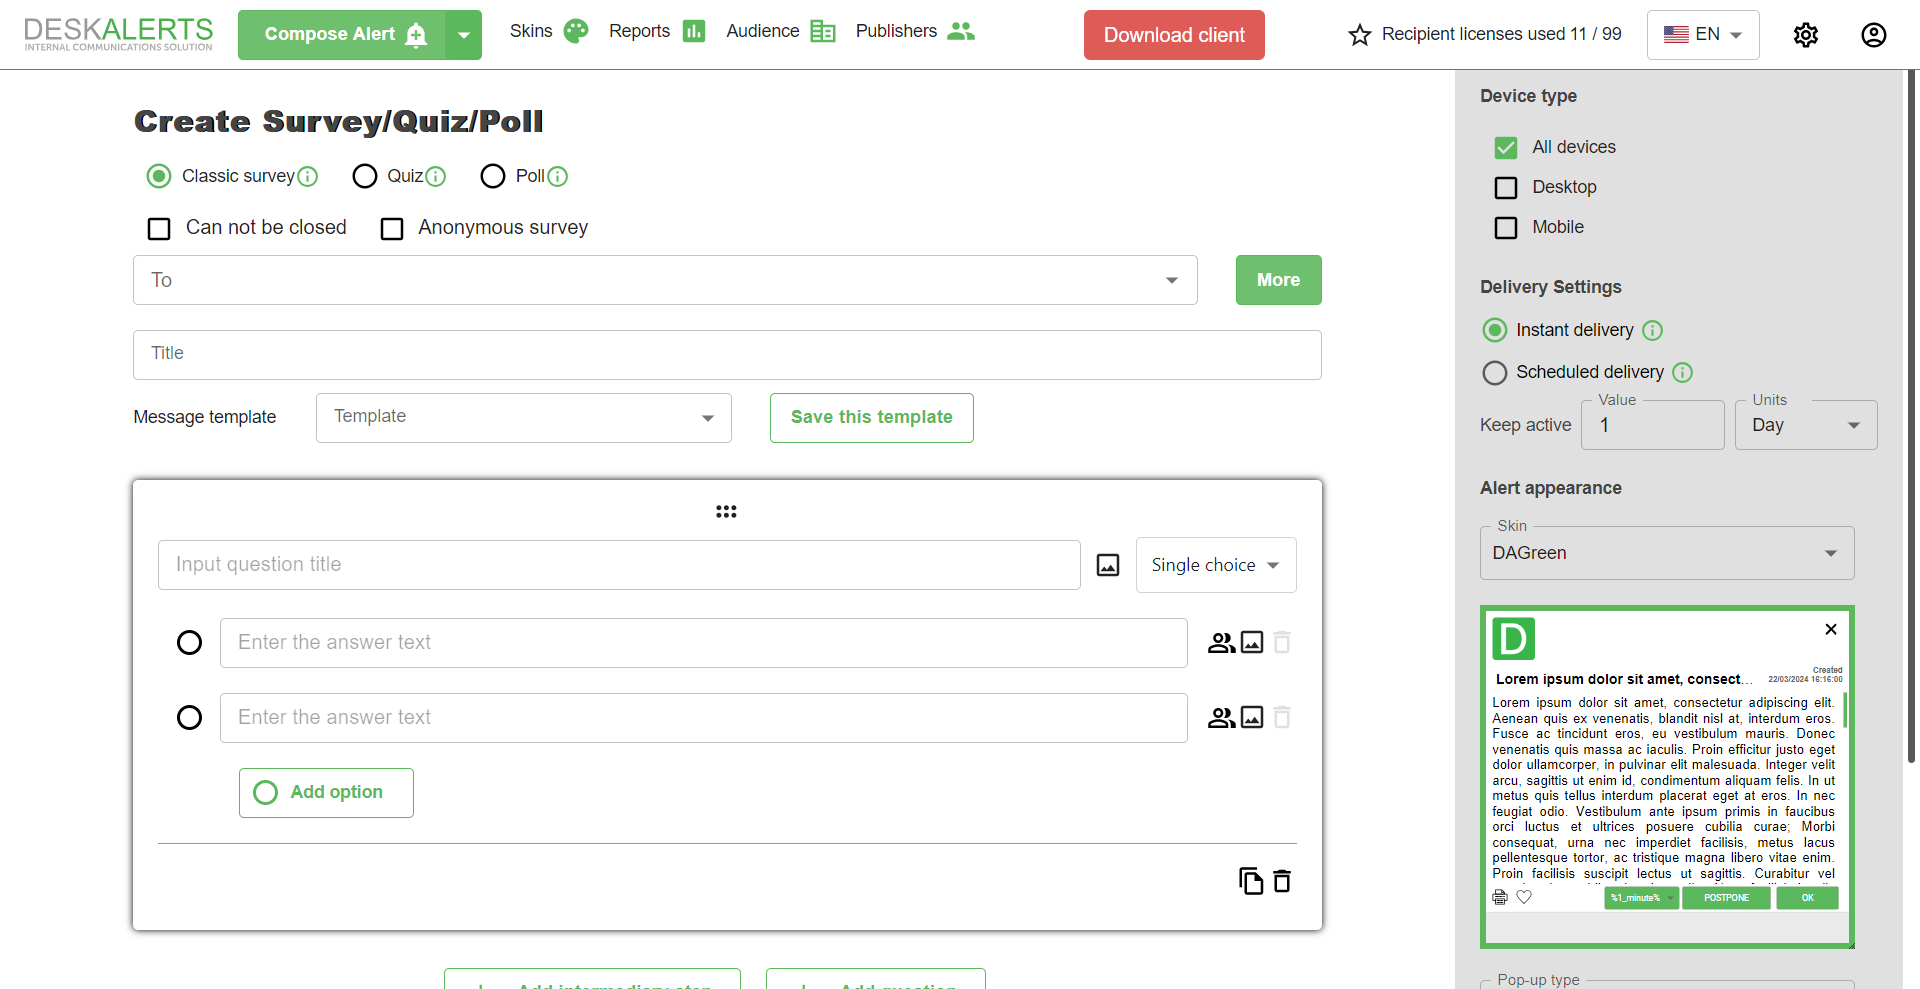 DESKALERTS
INTERNAL COMMUNICATIONS SOLUTION
Compose Alert
Skins
Reports
Audience
Publishers
Download client
Recipient licenses used 11 / 99
EN
Create Survey/Quiz/Poll
Classic survey
Quiz
Poll
Can not be closed
Anonymous survey
To
More
Title
Message template
Template
Save this template
Input question title
Single choice
Enter the answer text
Enter the answer text
Add option
Add intermediary step
Add question
Device type
All devices
Desktop
Mobile
Delivery Settings
Instant delivery
Scheduled delivery
Keep active
Value
1
Units
Day
Alert appearance
Skin
DAGreen
D
Created
Lorem ipsum dolor sit amet, consect...
22/03/2024 16:16:00
Lorem ipsum dolor sit amet, consectetur adipiscing elit.
Aenean quis ex venenatis, blandit nisl at, interdum eros.
Fusce ac tincidunt eros, eu vestibulum mauris. Donec
venenatis quis massa ac iaculis. Proin efficitur justo eget
dolor ullamcorper, in pulvinar elit malesuada. Integer velit
arcu, sagittis ut enim id, condimentum aliquam felis. In ut
metus quis tellus interdum placerat eget at eros. In nec
feugiat odio. Vestibulum ante ipsum primis in faucibus
orci luctus et ultrices posuere cubilia curae; Morbi
consequat, urna nec imperdiet facilisis, metus lacus
pellentesque tortor, ac tristique magna libero vitae enim.
Proin facilisis suscipit lectus ut sagittis. Curabitur vel
%1_minute%
POSTPONE
OK
Pop-up type